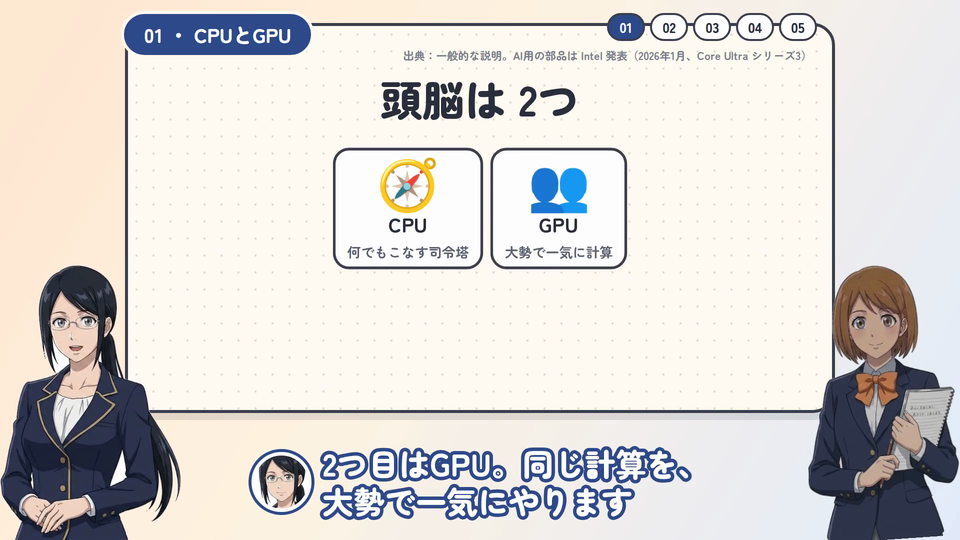 01 ・ CPUとGPU
01 02 03 04 05
出典：一般的な説明。AI用の部品は Intel 発表（2026年1月、Core Ultra シリーズ3）
頭脳は 2つ
CPU
何でもこなす司令塔
GPU
大勢で一気に計算
2つ目はGPU。同じ計算を、
大勢で一気にやります